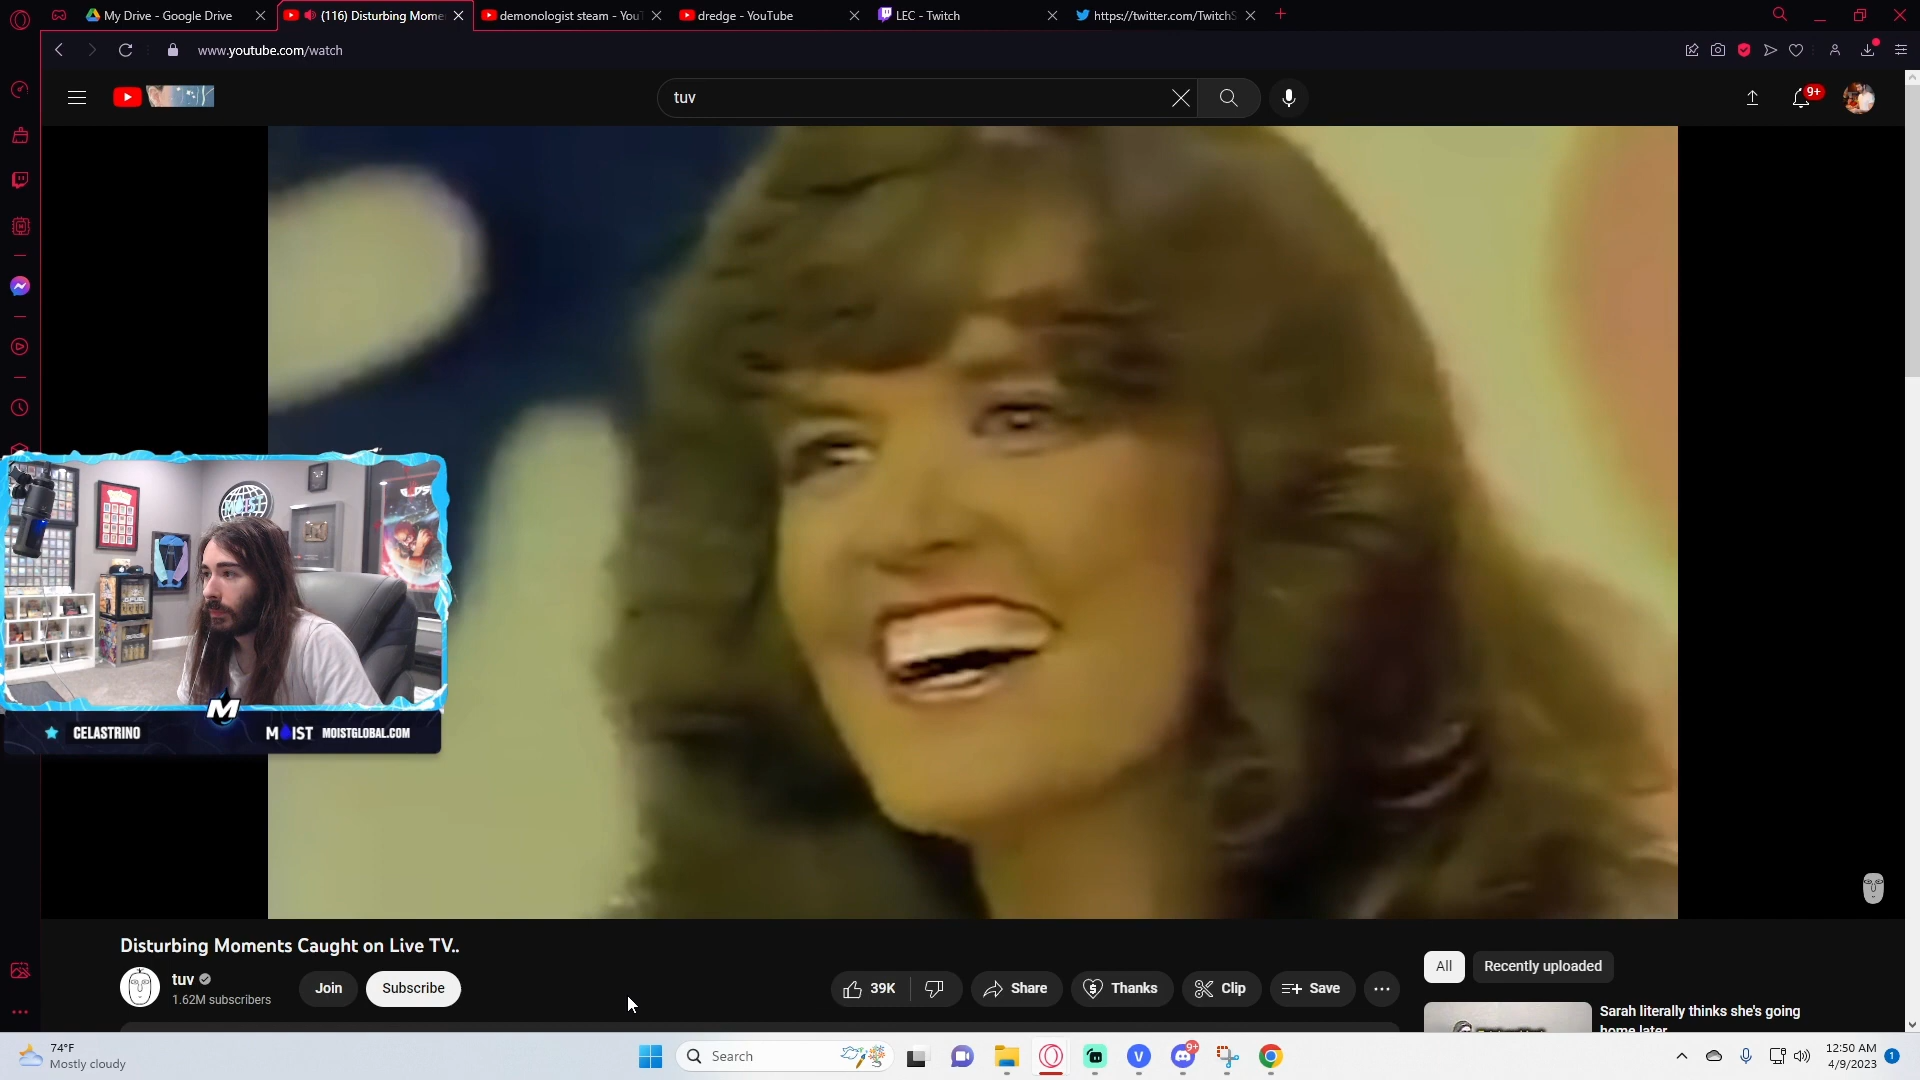 My Drive - Google Drive
(116) Disturbing Mome
demonologist steam - You
dredge - YouTube
LEC - Twitch
https://twitter.com/TwitchS
www.youtube.com/watch
tuv
9+
MOIST
CELASTRINO
M
MOIST
MOISTGLOBAL.COM
Disturbing Moments Caught on Live TV..
tuv
1.62M subscribers
Join
Subscribe
39K
Share
Thanks
Clip
Save
All
Recently uploaded
Sarah literally thinks she's going
home later
74°F
Mostly cloudy
Search
9+
12:50 AM
4/9/2023
1